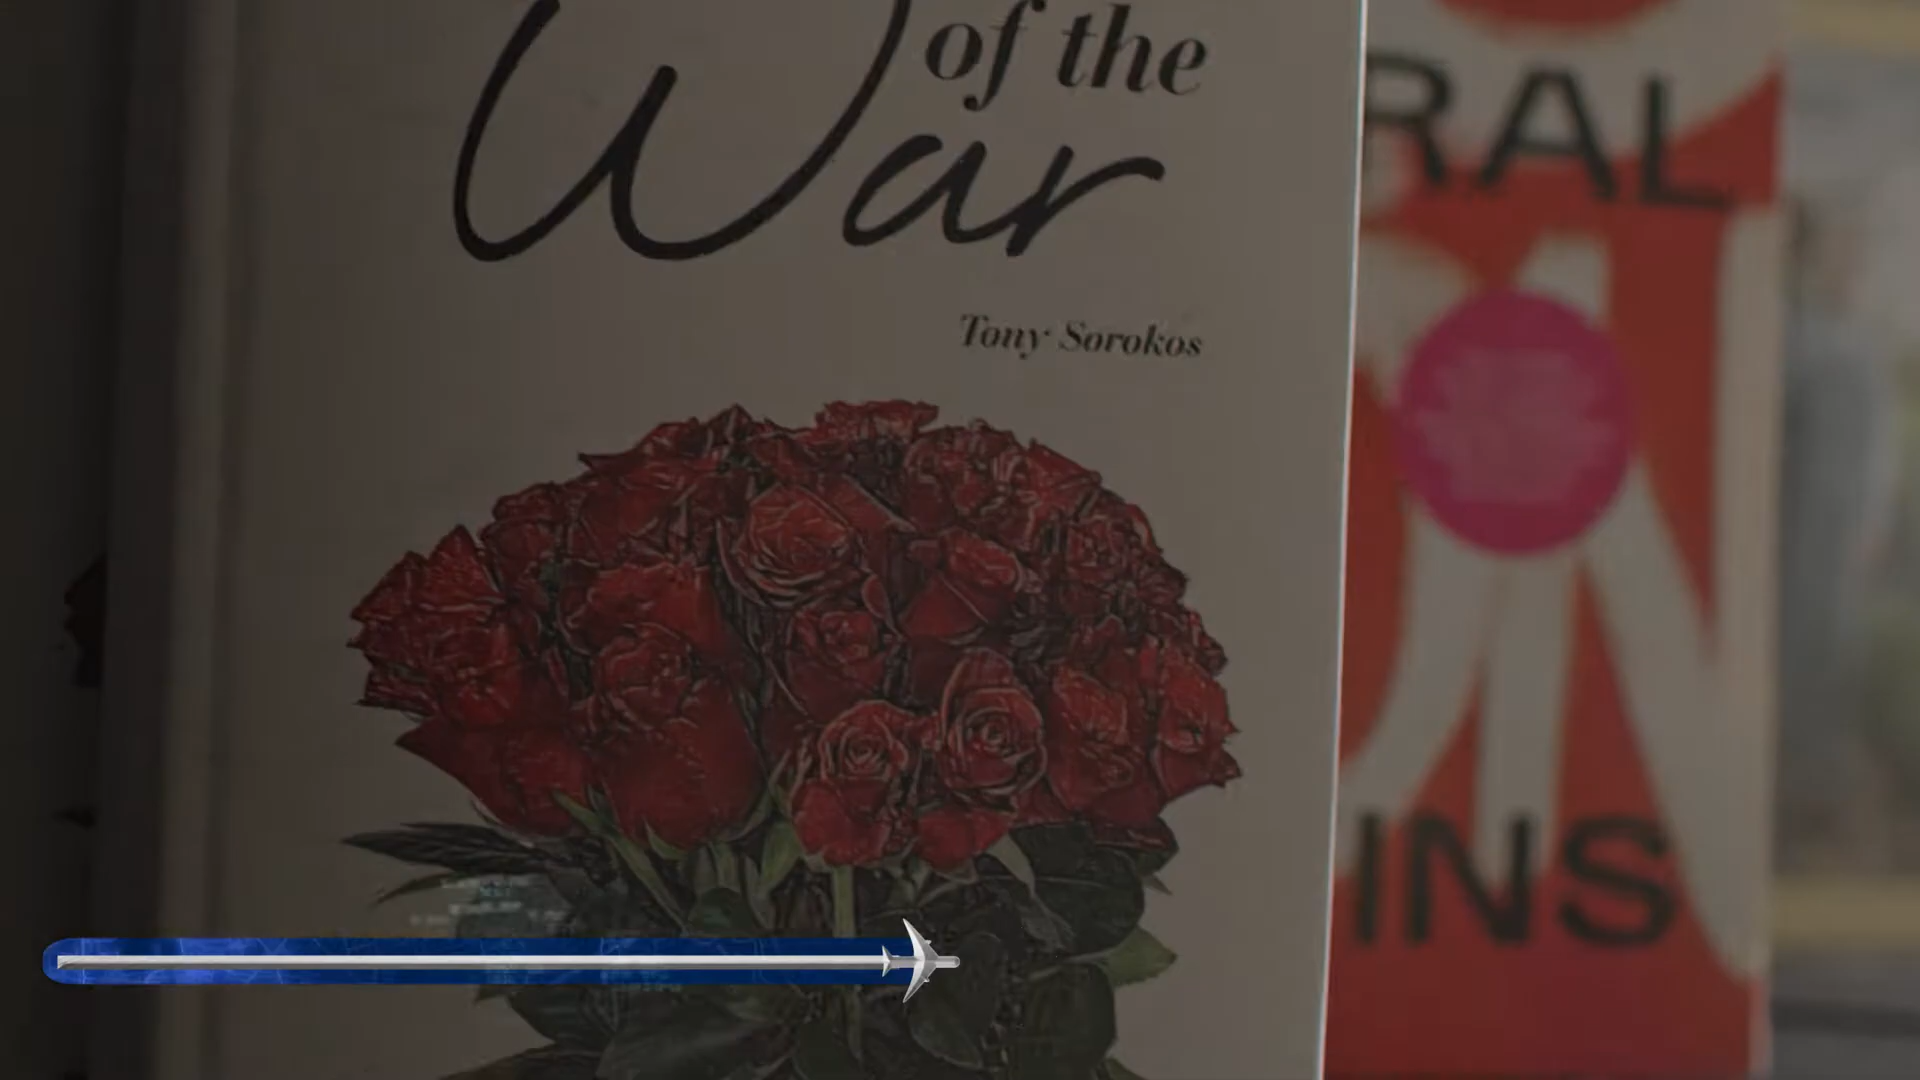 of the
War
Tony Sorokos
RAL
INS